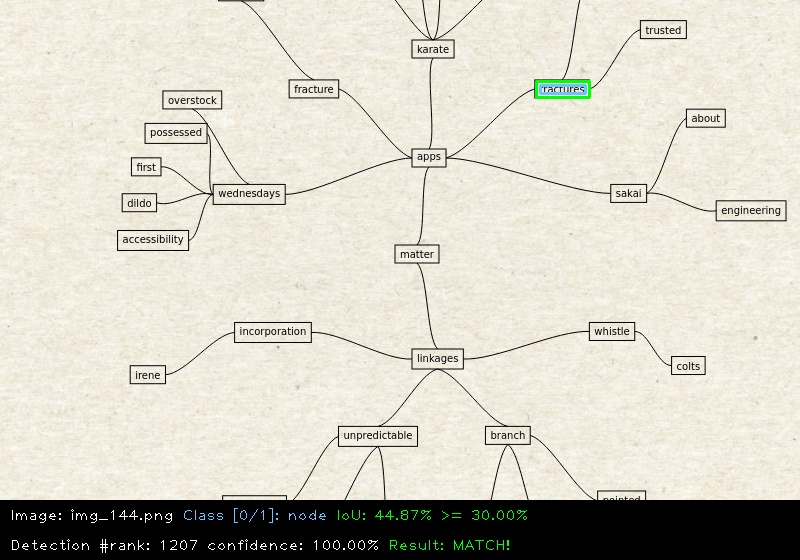 trusted
karate
fracture
ractures
overstock
about
possessed
apps
first
wednesdays
sakai
dildo
engineering
accessibility
matter
incorporation
whistle
linkages
irene
colts
unpredictable
branch
pointed
Image: img_144.png Class [0/1]: node IoU: 44.87% >= 30.00%
Detection #rank: 1207 confidence: 100.00% Result: MATCH!